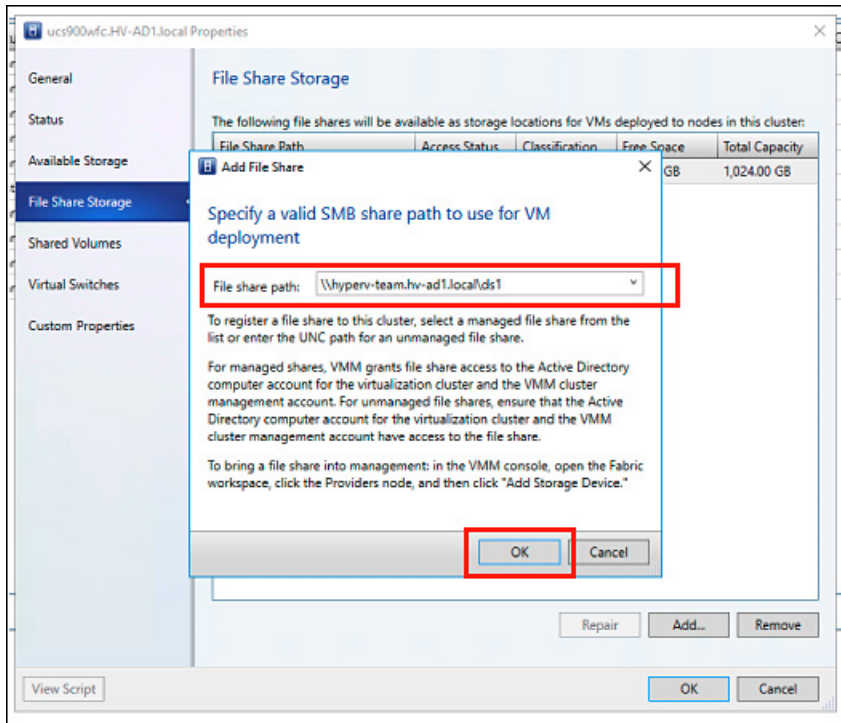 ucs900wfc.HV-AD1.local Properties
General
Status
Available Storage
File Share Storage
Shared Volumes
Virtual Switches
Custom Properties
File Share Storage
The following file shares will be available as storage locations for VMs deployed to nodes in this cluster:
File Share Path Access Status Classification Free Space Total Capacity
GB 1,024.00 GB
Add File Share
Specify a valid SMB share path to use for VM
deployment
File share path: \\hyperv-team.hv-ad1.local\ds1
To register a file share to this cluster, select a managed file share from the
list or enter the UNC path for an unmanaged file share.
For managed shares, VMM grants file share access to the Active Directory
computer account for the virtualization cluster and the VMM cluster
management account. For unmanaged file shares, ensure that the Active
Directory computer account for the virtualization cluster and the VMM
cluster management account have access to the file share.
To bring a file share into management: in the VMM console, open the Fabric
workspace, click the Providers node, and then click "Add Storage Device."
OK Cancel
Repair Add... Remove
View Script OK Cancel